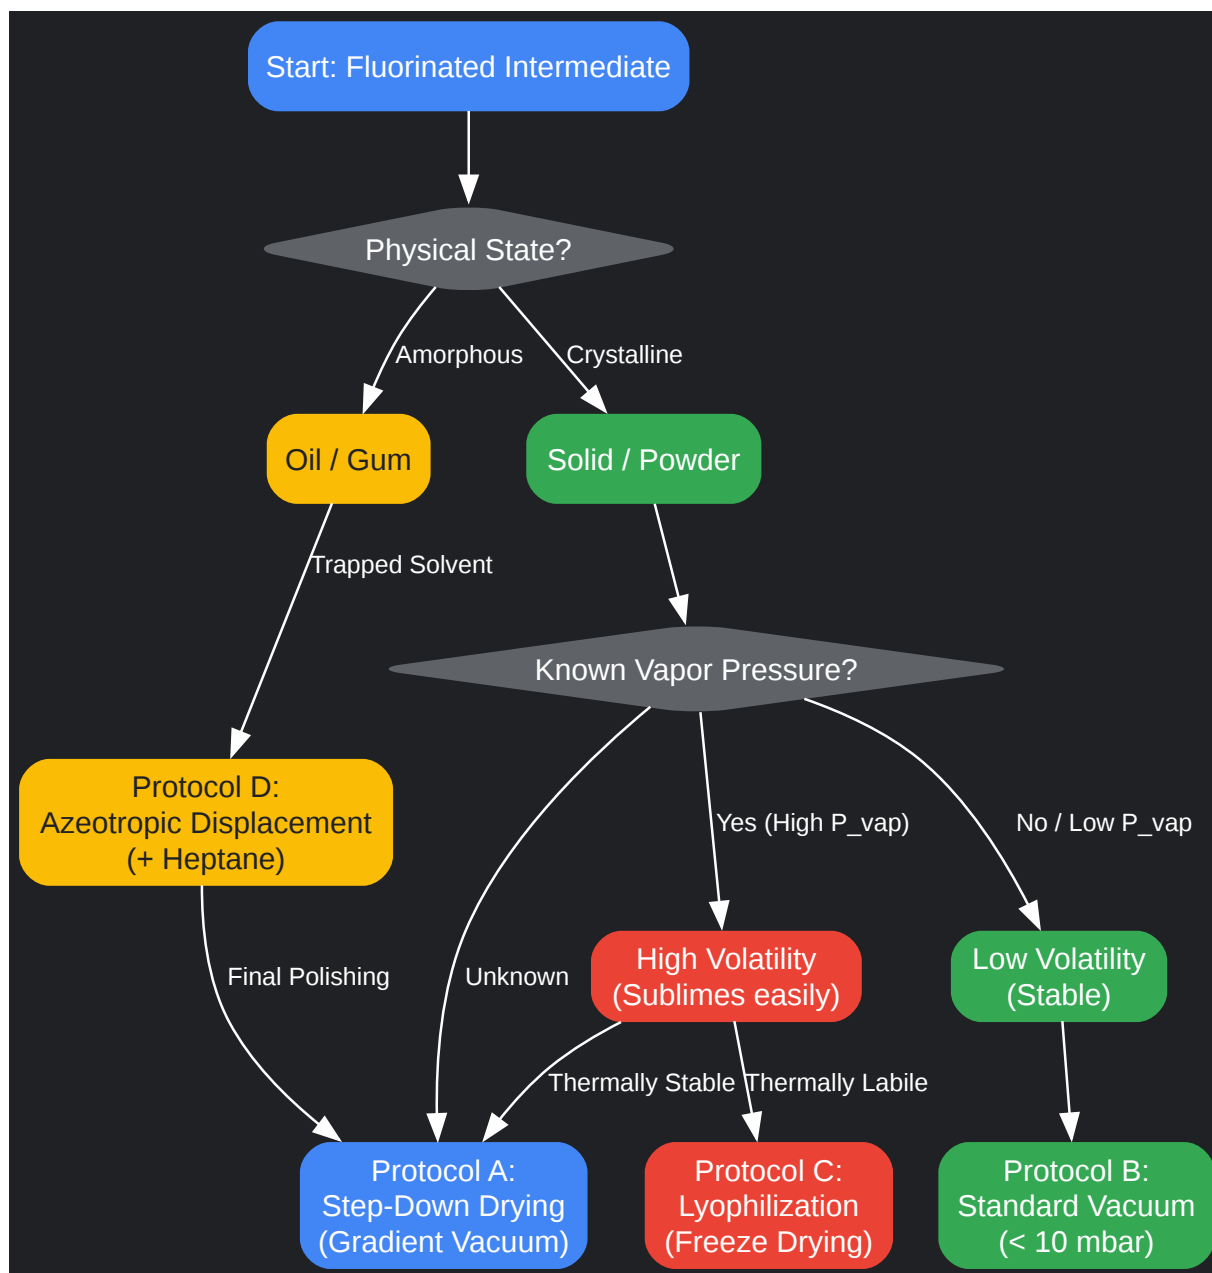 Start: Fluorinated Intermediate
Physical State?
Amorphous
Crystalline
Oil / Gum
Solid / Powder
Trapped Solvent
Known Vapor Pressure?
Protocol D:
Azeotropic Displacement
(+ Heptane)
Yes (High P_vap)
No / Low P_vap
Final Polishing
Unknown
High Volatility
(Sublimes easily)
Low Volatility
(Stable)
Thermally Stable
Thermally Labile
Protocol A:
Step-Down Drying
(Gradient Vacuum)
Protocol C:
Lyophilization
(Freeze Drying)
Protocol B:
Standard Vacuum
(< 10 mbar)